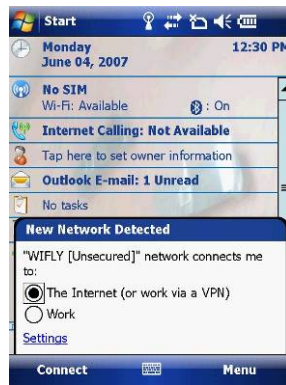 Start
Monday 12:30 PM
June 04, 2007
No SIM
Wi-Fi: Available : On
Internet Calling: Not Available
Tap here to set owner information
Outlook E-mail: 1 Unread
No tasks
New Network Detected
"WIFLY [Unsecured]" network connects me
to:
The Internet (or work via a VPN)
Work
Settings
Connect Menu